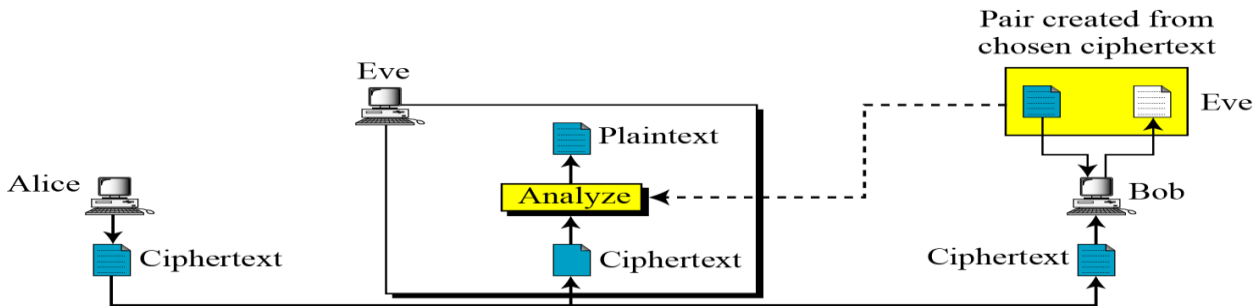 Pair created from
chosen ciphertext
Eve
Eve
Plaintext
Alice
Analyze
Bob
Ciphertext
Ciphertext
Ciphertext